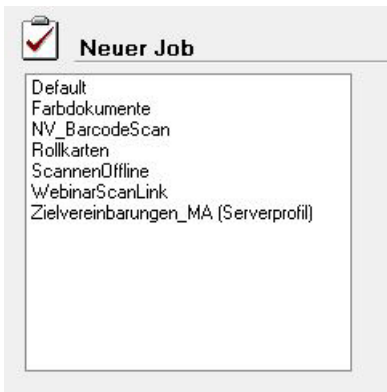 Neuer Job
Default
Farbdokumente
NV_BarcodeScan
Rollkarten
ScannenOffline
WebinarScanLink
Zielvereinbarungen_MA (Serverprofil)